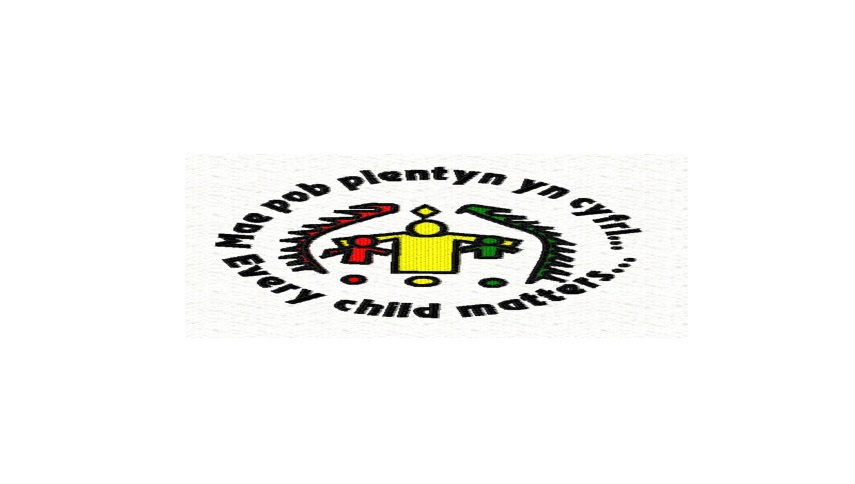 Mae pob plentyn yn cyfri...
Every child matters...